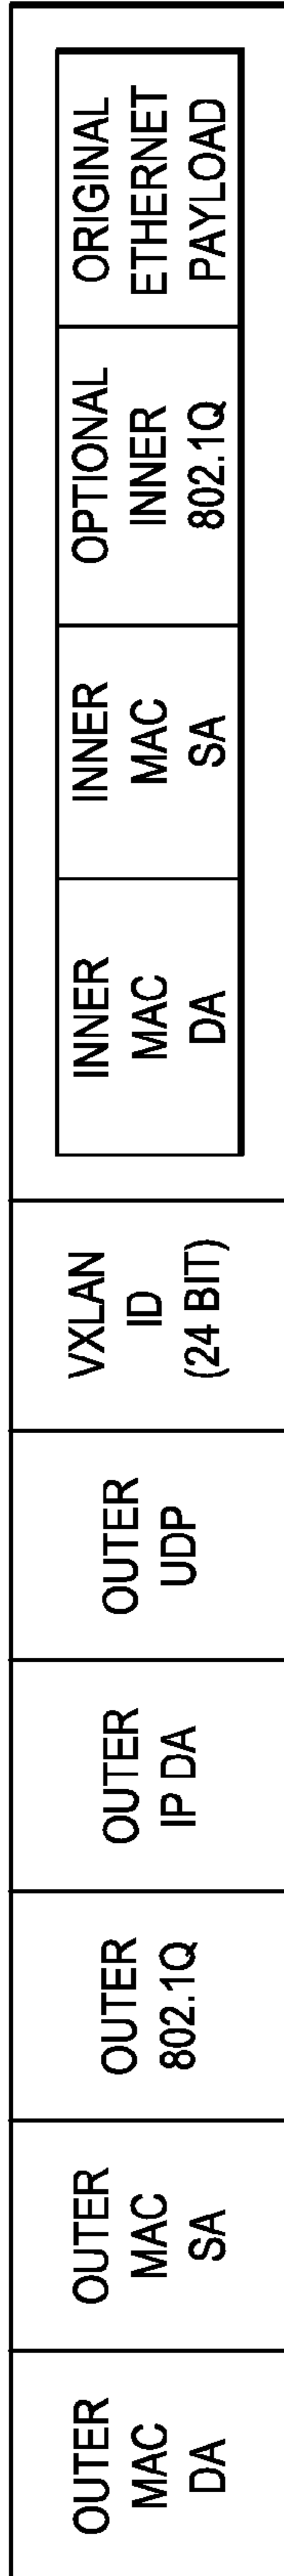 OUTER
MAC
DA
OUTER
MAC
SA
OUTER
802.1Q
OUTER
IP DA
OUTER
UDP
VXLAN
ID
(24 BIT)
INNER
MAC
DA
INNER
MAC
SA
OPTIONAL
INNER
802.1Q
ORIGINAL
ETHERNET
PAYLOAD